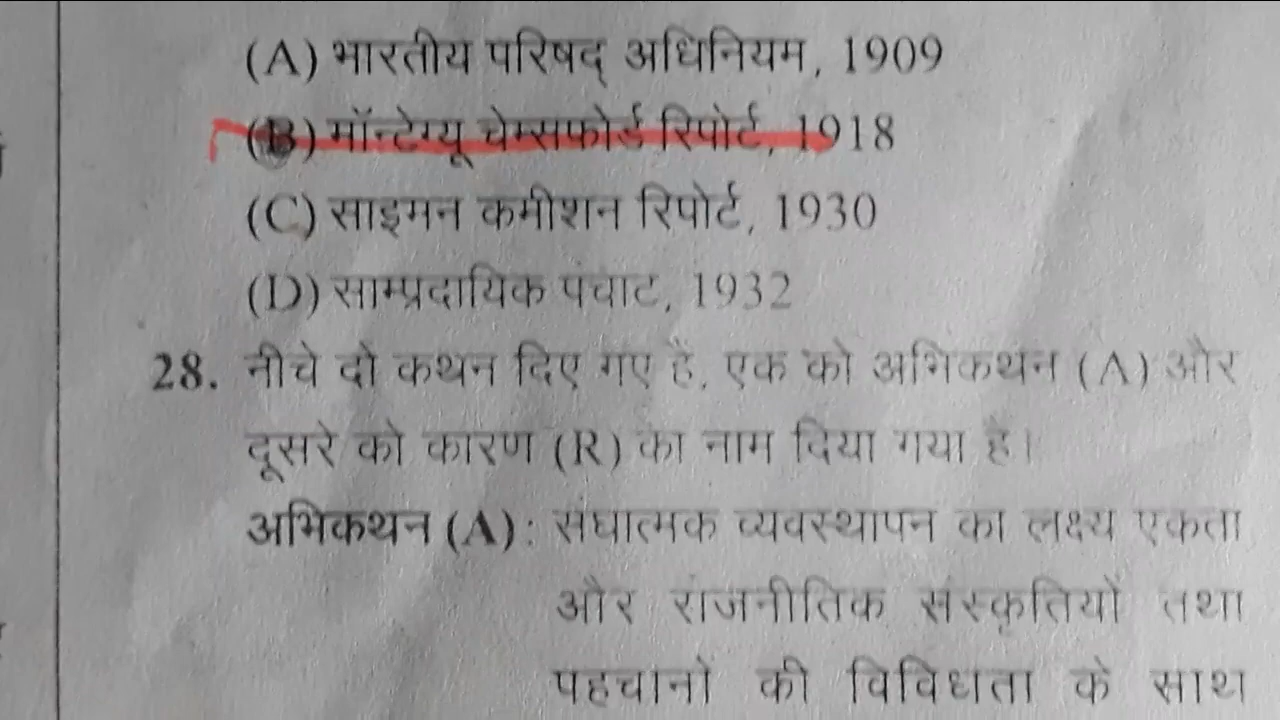 (A) भारतीय परिषद् अधिनियम, 1909
(B) मॉन्टेग्यू चेम्सफोर्ड रिपोर्ट, 1918
(C) साइमन कमीशन रिपोर्ट, 1930
(D) साम्प्रदायिक पंचाट, 1932
28. नीचे दो कथन दिए गए हैं, एक को अभिकथन (A) और
दूसरे को कारण (R) का नाम दिया गया है।
अभिकथन (A) : संघात्मक व्यवस्थापन का लक्ष्य एकता
और राजनीतिक संस्कृतियों तथा
पहचानों की विविधता के साथ